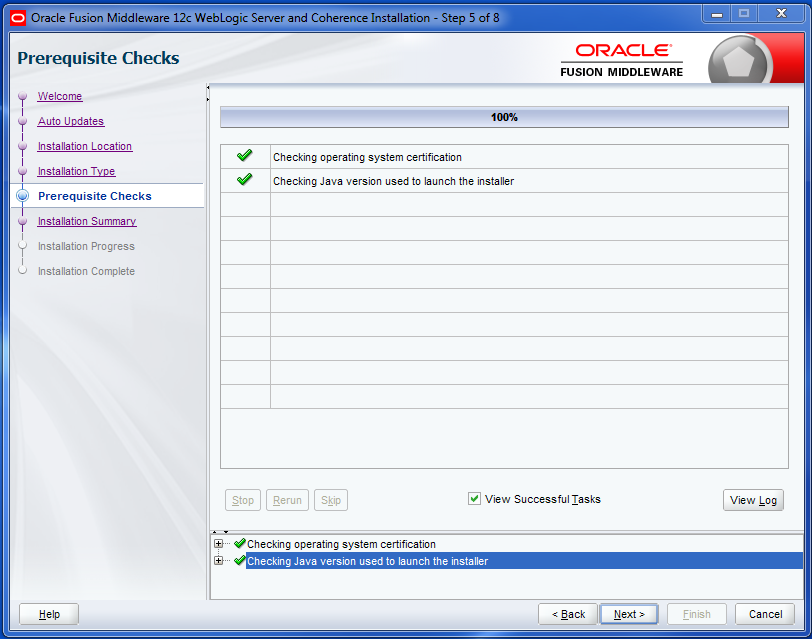 Oracle Fusion Middleware 12c WebLogic Server and Coherence Installation - Step 5 of 8
Prerequisite Checks
ORACLE
FUSION MIDDLEWARE
Welcome
Auto Updates
Installation Location
Installation Type
Prerequisite Checks
Installation Summary
Installation Progress
Installation Complete
100%
Checking operating system certification
Checking Java version used to launch the installer
Stop
Rerun
Skip
View Successful Tasks
View Log
Checking operating system certification
Checking Java version used to launch the installer
Help
< Back
Next >
Finish
Cancel